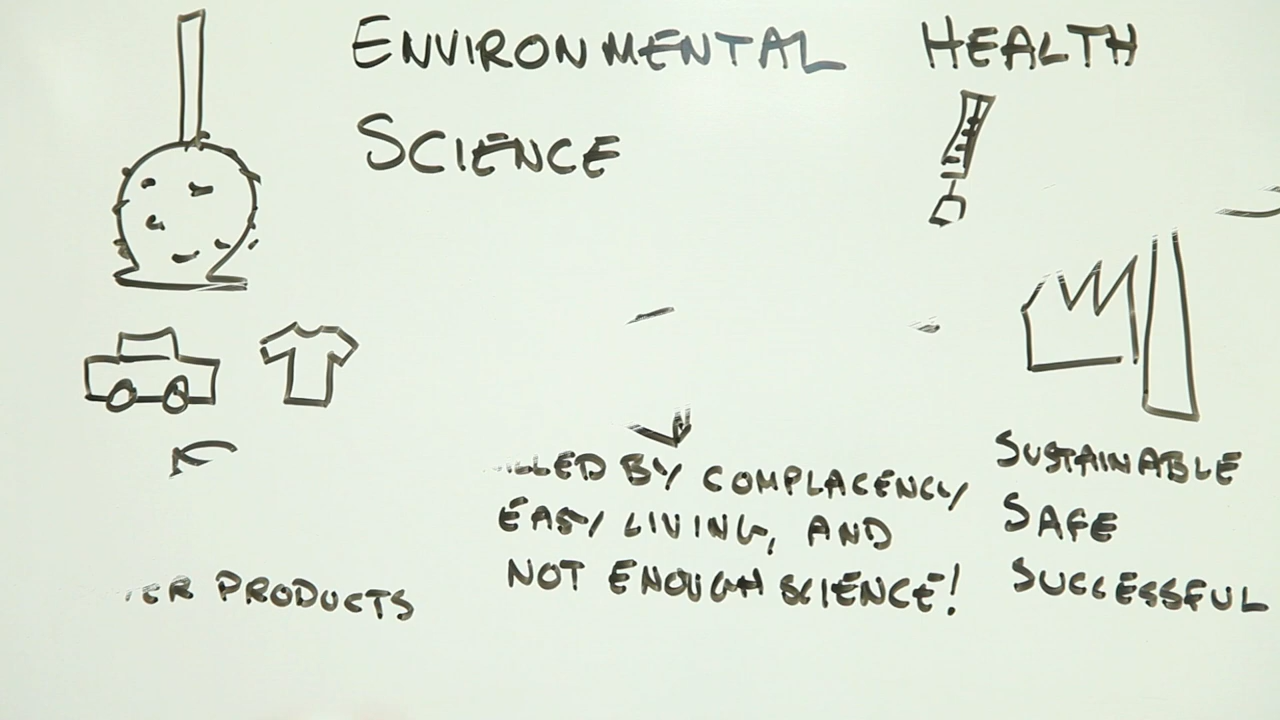 ENVIRONMENTAL HEALTH
SCIENCE
BY COMPLACENCY
EASY LIVING, AND
NOT ENOUGH SCIENCE!
SUSTAINABLE
SAFE
SUCCESSFUL
PRODUCTS